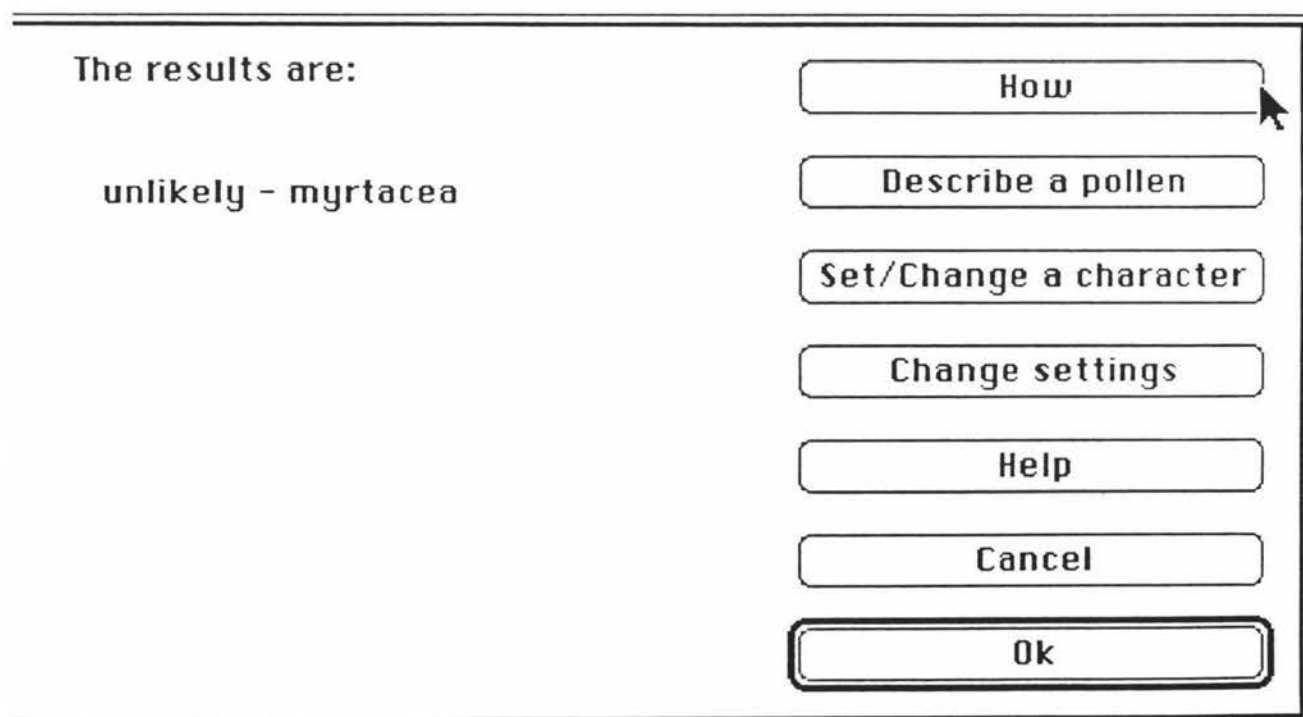 The results are:
unlikely - myrtacea
How
Describe a pollen
Set/Change a character
Change settings
Help
Cancel
Ok